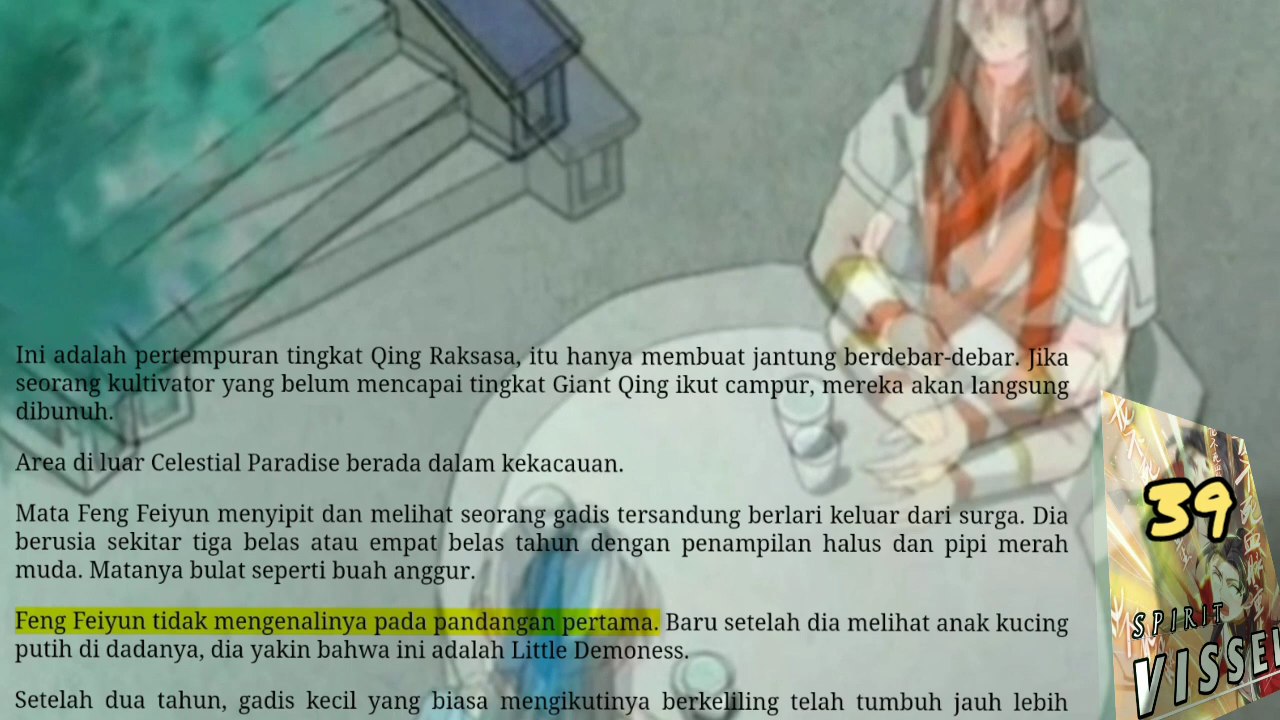 Ini adalah pertempuran tingkat Qing Raksasa, itu hanya membuat jantung berdebar-debar. Jika
seorang kultivator yang belum mencapai tingkat Giant Qing ikut campur, mereka akan langsung
dibunuh.
Area di luar Celestial Paradise berada dalam kekacauan.
Mata Feng Feiyun menyipit dan melihat seorang gadis tersandung berlari keluar dari surga. Dia
berusia sekitar tiga belas atau empat belas tahun dengan penampilan halus dan pipi merah
muda. Matanya bulat seperti buah anggur.
Feng Feiyun tidak mengenalinya pada pandangan pertama. Baru setelah dia melihat anak kucing
putih di dadanya, dia yakin bahwa ini adalah Little Demoness.
Setelah dua tahun, gadis kecil yang biasa mengikutinya berkeliling telah tumbuh jauh lebih
39
SPIRIT
VISSEL